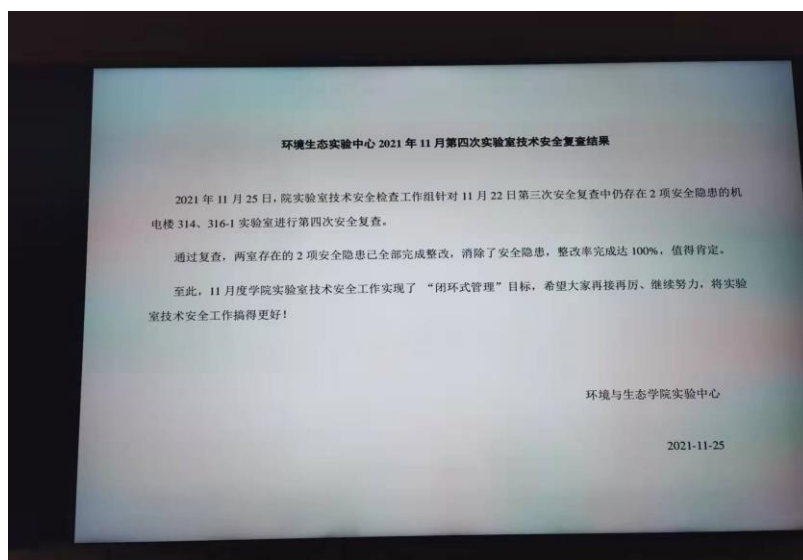 环境生态实验中心 2021 年 11 月第四次实验室技术安全复查结果
2021 年 11 月 25 日，院实验室技术安全检查工作组针对 11 月 22 日第三次安全复查中仍存在 2 项安全隐患的机
电楼 314、316-1 实验室进行第四次安全复查。
通过复查，两室存在的 2 项安全隐患已全部完成整改，消除了安全隐患，整改率完成达 100%，值得肯定。
至此，11 月度学院实验室技术安全工作实现了 “闭环式管理”目标，希望大家再接再厉、继续努力，将实验
室技术安全工作搞得更好！
环境与生态学院实验中心
2021-11-25